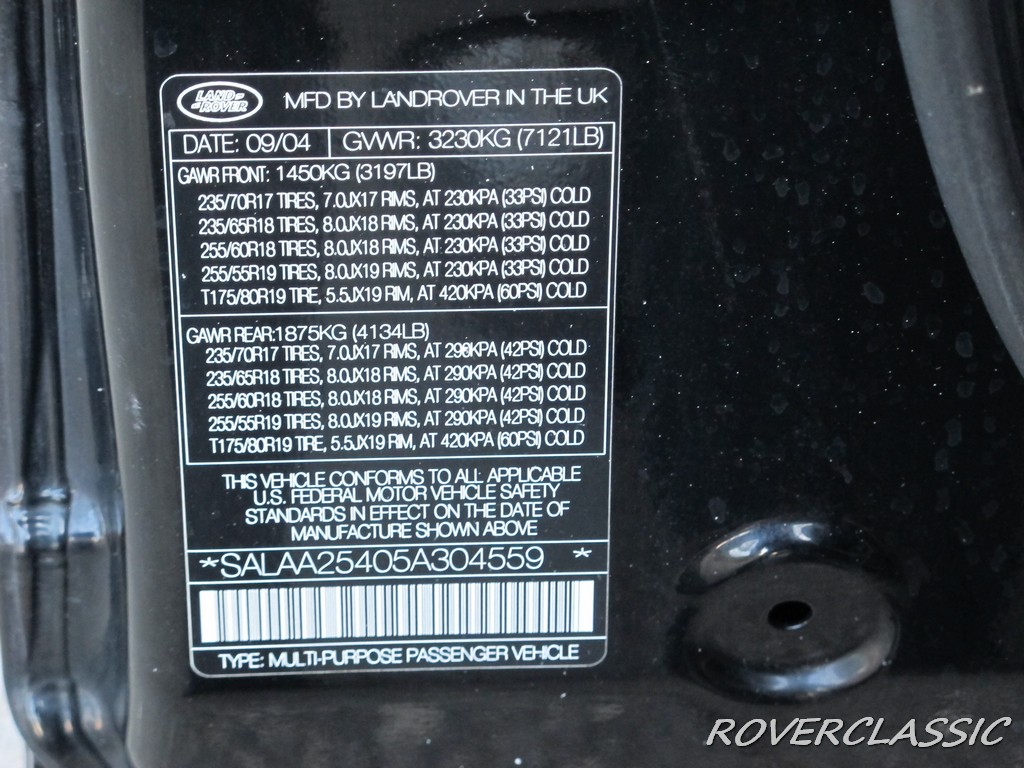 LAND
ROVER
MFD BY LANDROVER IN THE UK
DATE: 09/04 GVWR: 3230KG (7121LB)
GAWR FRONT: 1450KG (3197LB)
235/70R17 TIRES, 7.0JX17 RIMS, AT 230KPA (33PSI) COLD
235/65R18 TIRES, 8.0JX18 RIMS, AT 230KPA (33PSI) COLD
255/60R18 TIRES, 8.0JX18 RIMS, AT 230KPA (33PSI) COLD
255/55R19 TIRES, 8.0JX19 RIMS, AT 230KPA (33PSI) COLD
T175/80R19 TIRE, 5.5JX19 RIM, AT 420KPA (60PSI) COLD
GAWR REAR:1875KG (4134LB)
235/70R17 TIRES, 7.0JX17 RIMS, AT 290KPA (42PSI) COLD
235/65R18 TIRES, 8.0JX18 RIMS, AT 290KPA (42PSI) COLD
255/60R18 TIRES, 8.0JX18 RIMS, AT 290KPA (42PSI) COLD
255/55R19 TIRES, 8.0JX19 RIMS, AT 290KPA (42PSI) COLD
T175/80R19 TIRE, 5.5JX19 RIM, AT 420KPA (60PSI) COLD
THIS VEHICLE CONFORMS TO ALL APPLICABLE
U.S. FEDERAL MOTOR VEHICLE SAFETY
STANDARDS IN EFFECT ON THE DATE OF
MANUFACTURE SHOWN ABOVE
*SALAA25405A304559 *
TYPE: MULTI-PURPOSE PASSENGER VEHICLE
ROVERCLASSIC